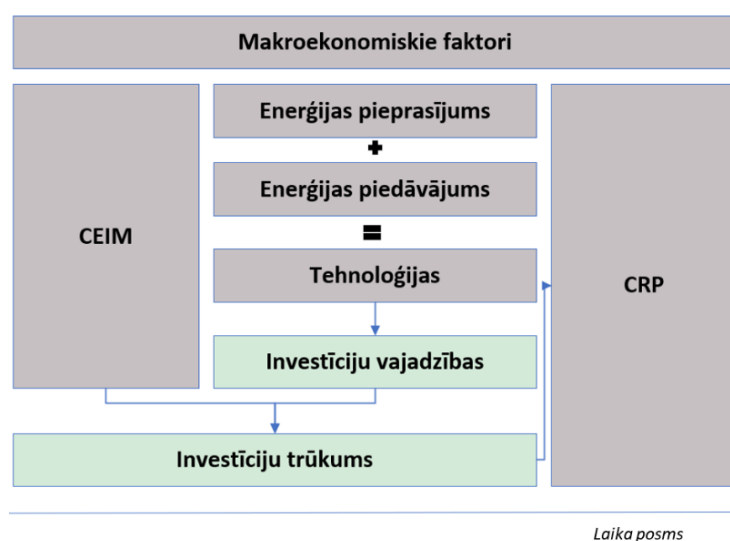 Makroekonomiskie faktori
CEIM
Enerģijas pieprasījums
+
Enerģijas piedāvājums
=
Tehnoloģijas
Investīciju vajadzības
CRP
Investīciju trūkums
Laika posms